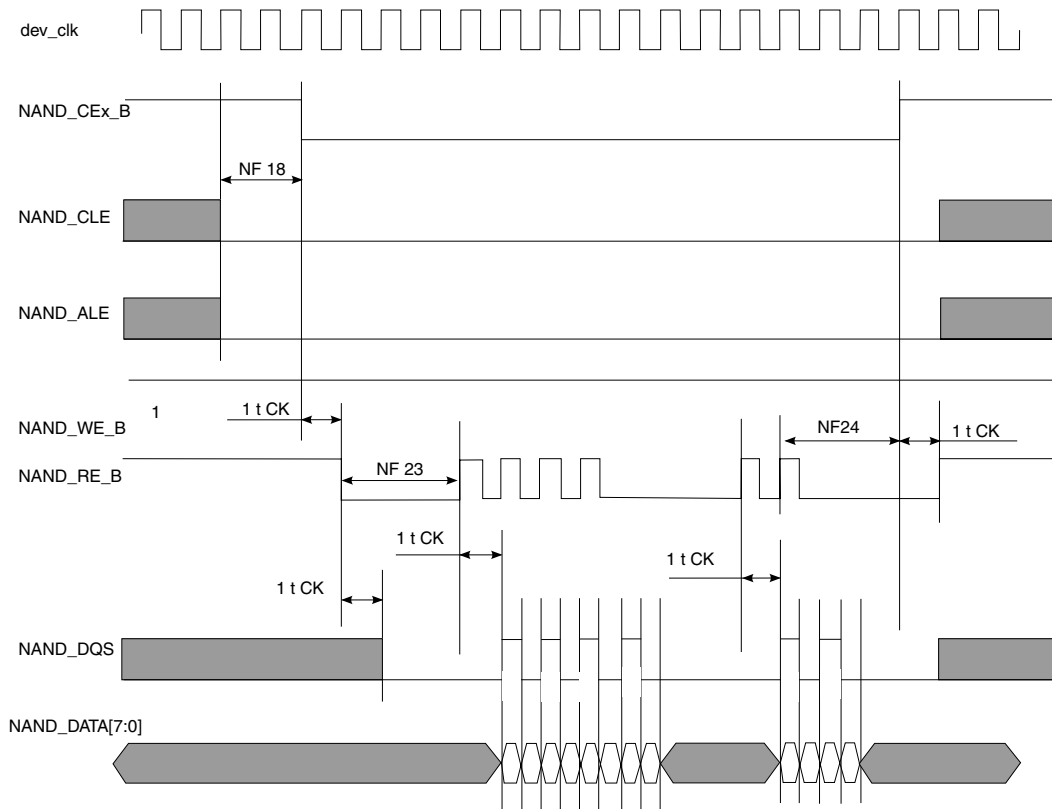 dev_clk
NAND_CEx_B
NF 18
NAND_CLE
NAND_ALE
1
1 t CK
NAND_WE_B
NF24
1 t CK
NAND_RE_B
NF 23
1 t CK
1 t CK
1 t CK
NAND_DQS
NAND_DATA[7:0]